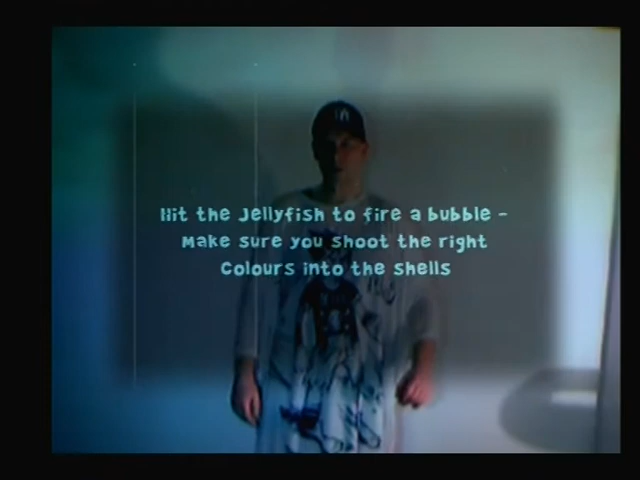 Hit the Jellyfish to fire a bubble -
Make sure you shoot the right
Colours into the shells